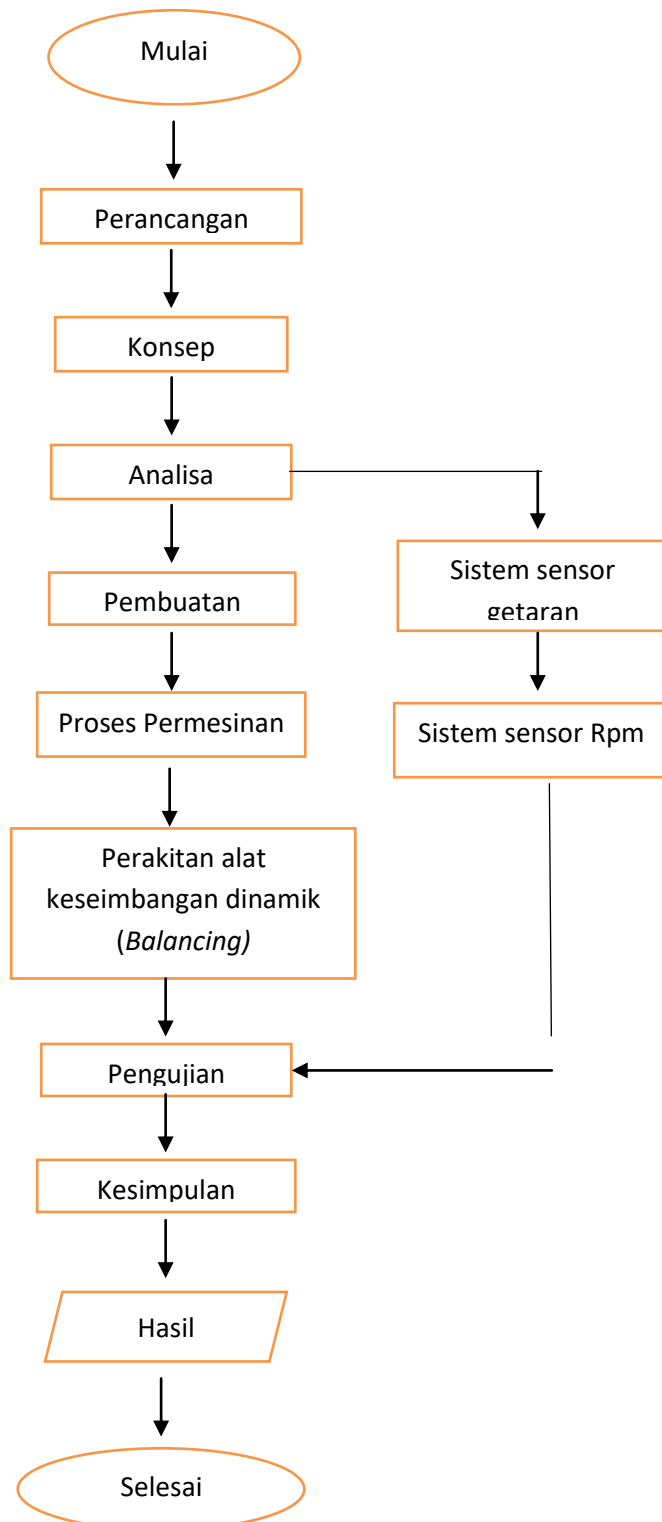 Mulai
Perancangan
Konsep
Analisa
Sistem sensor
getaran
Pembuatan
Proses Permesinan
Sistem sensor Rpm
Perakitan alat
keseimbangan dinamik
(Balancing)
Pengujian
Kesimpulan
Hasil
Selesai